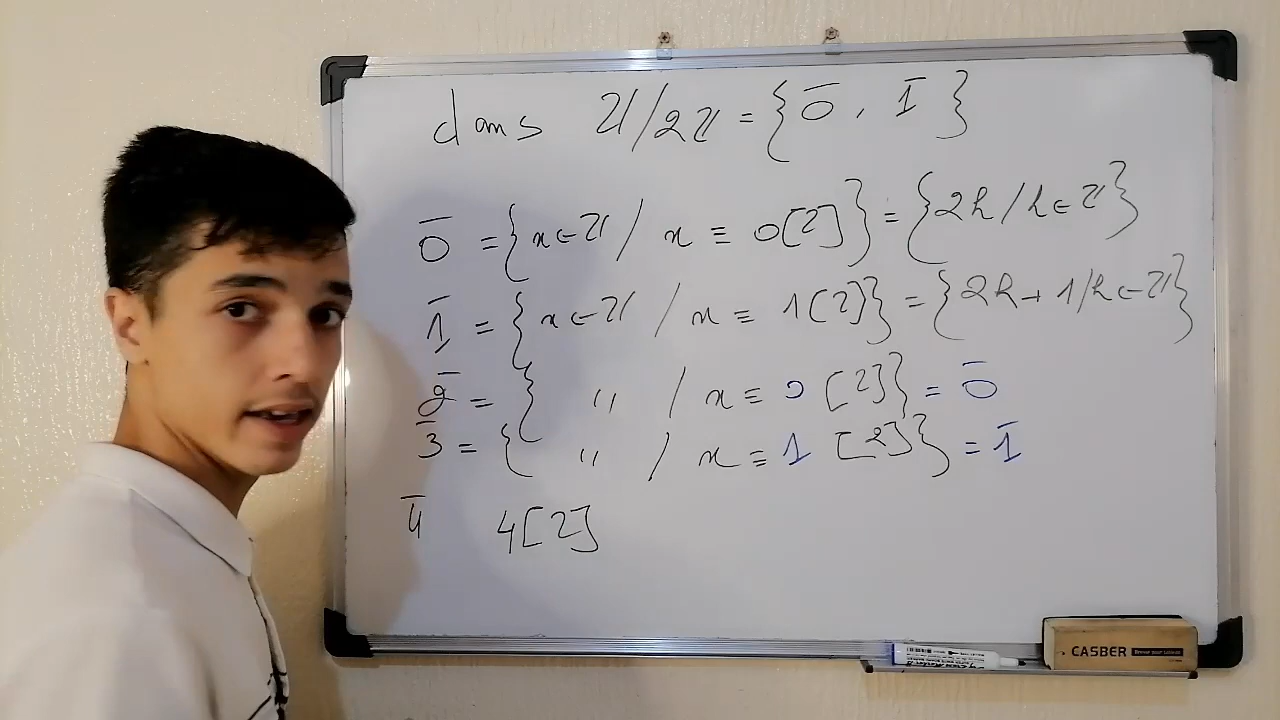 dans ℤ/2ℤ = { 0̄ , 1̄ }
0̄ = { x ∈ ℤ / x ≡ 0[2] } = { 2k / k ∈ ℤ }
1̄ = { x ∈ ℤ / x ≡ 1[2] } = { 2k + 1 / k ∈ ℤ }
2̄ = { " / x ≡ 0 [2] } = 0̄
3̄ = { " / x ≡ 1 [2] } = 1̄
4̄ 4[2]
CASBER